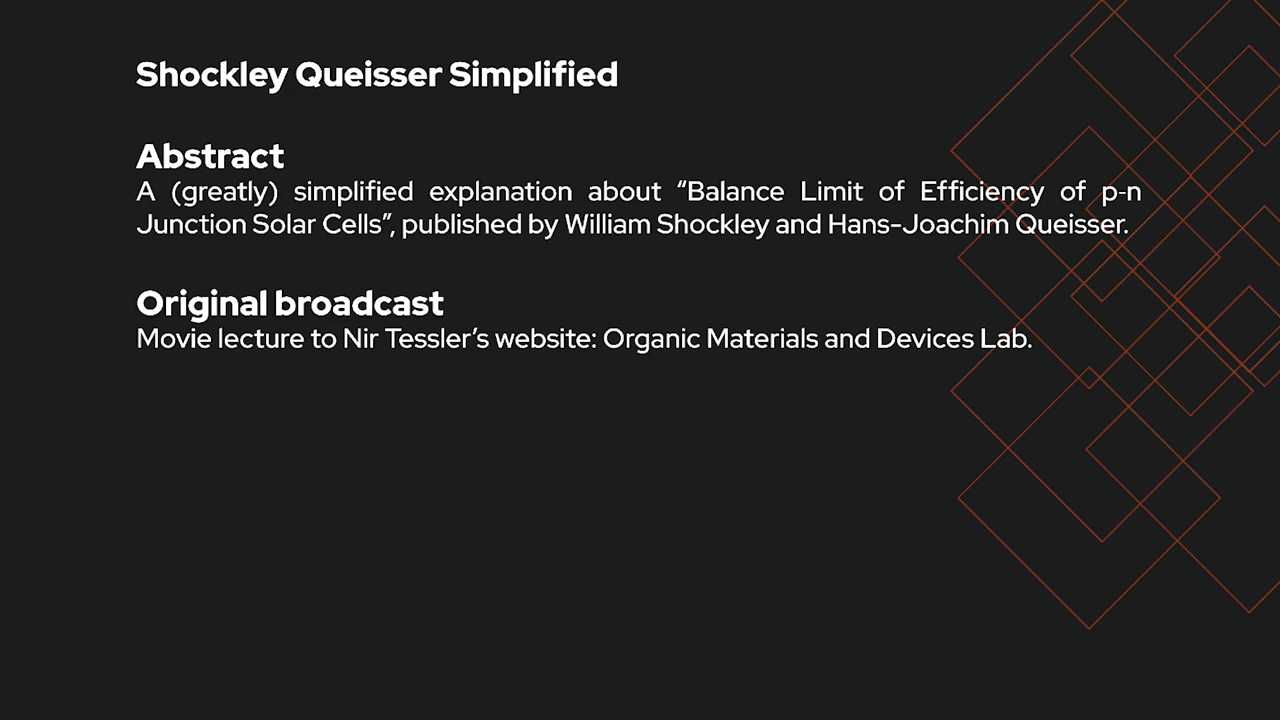 Shockley Queisser Simplified
Abstract
A (greatly) simplified explanation about “Balance Limit of Efficiency of p-n
Junction Solar Cells”, published by William Shockley and Hans-Joachim Queisser.
Original broadcast
Movie lecture to Nir Tessler’s website: Organic Materials and Devices Lab.